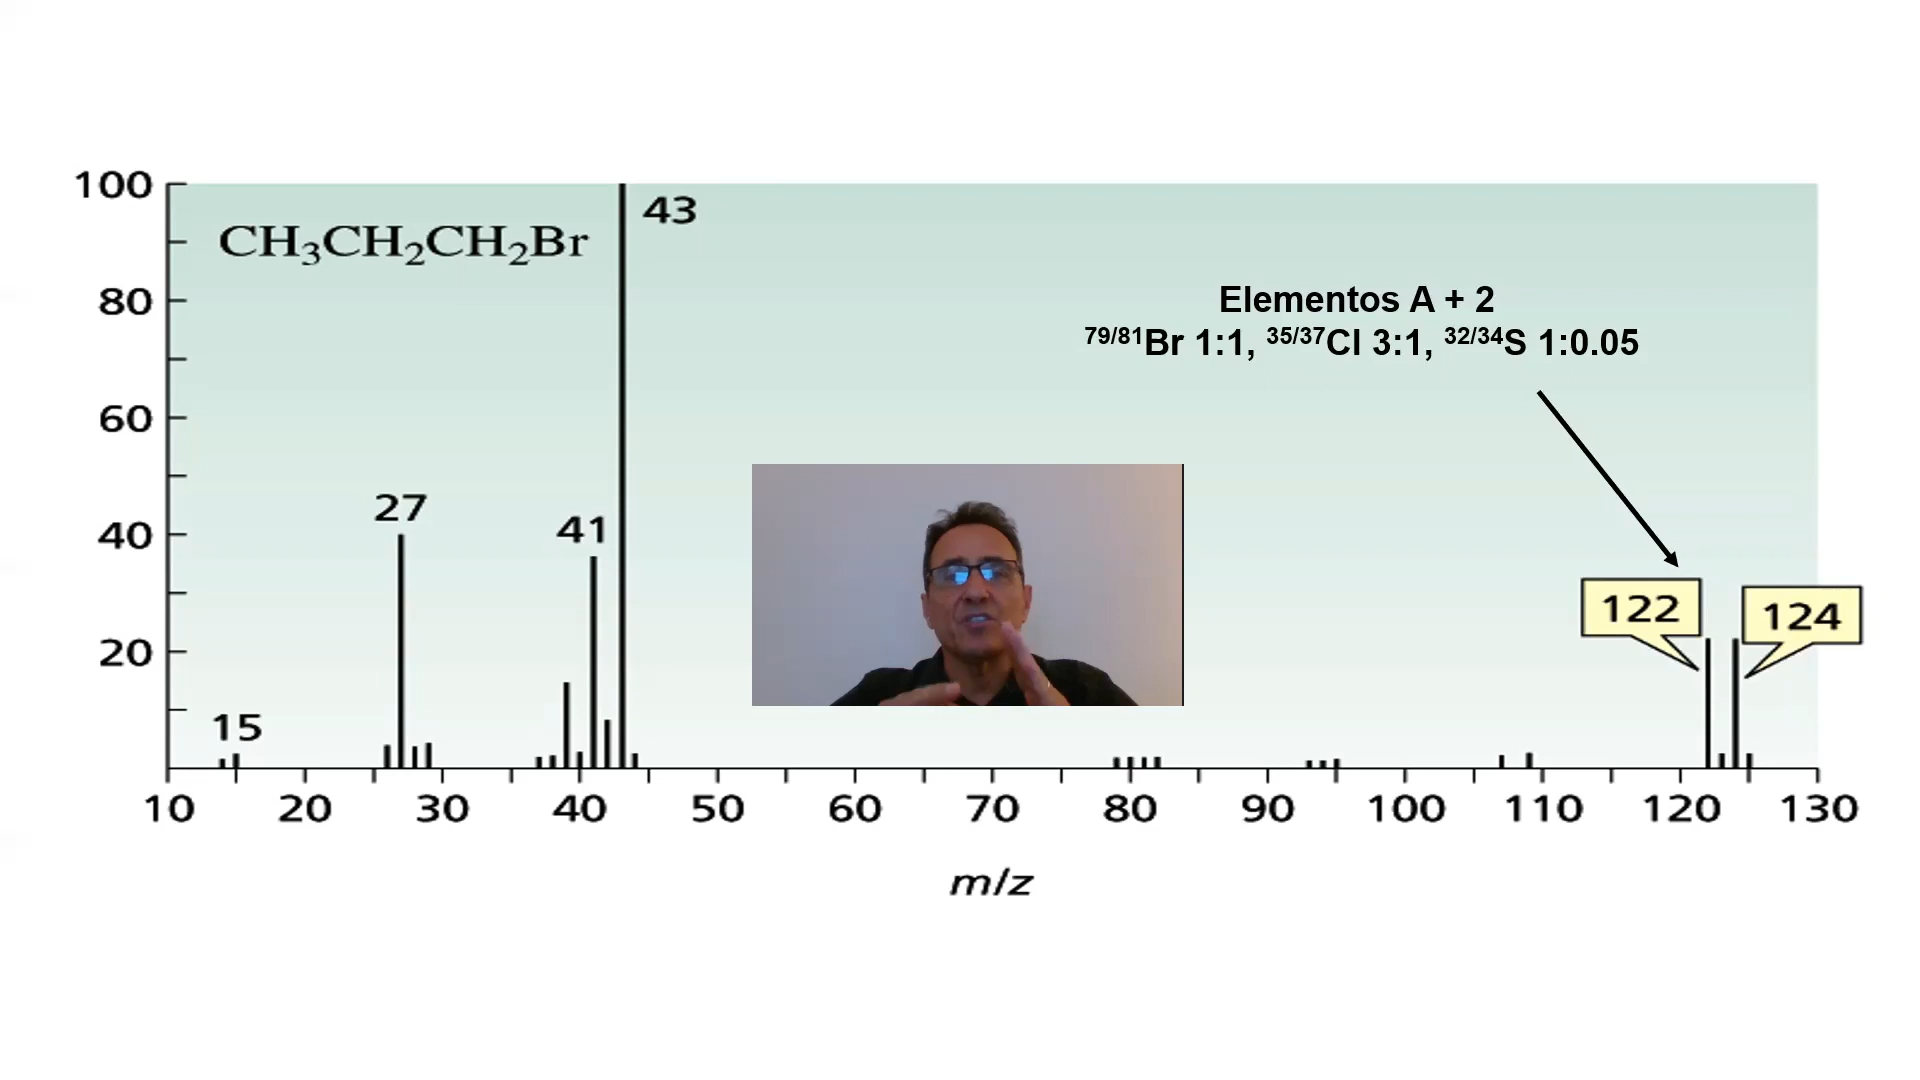 100
CH₃CH₂CH₂Br
43
80
Elementos A + 2
⁷⁹/⁸¹Br 1:1, ³⁵/³⁷Cl 3:1, ³²/³⁴S 1:0.05
60
27
41
40
122
124
20
15
10 20 30 40 50 60 70 80 90 100 110 120 130
m/z